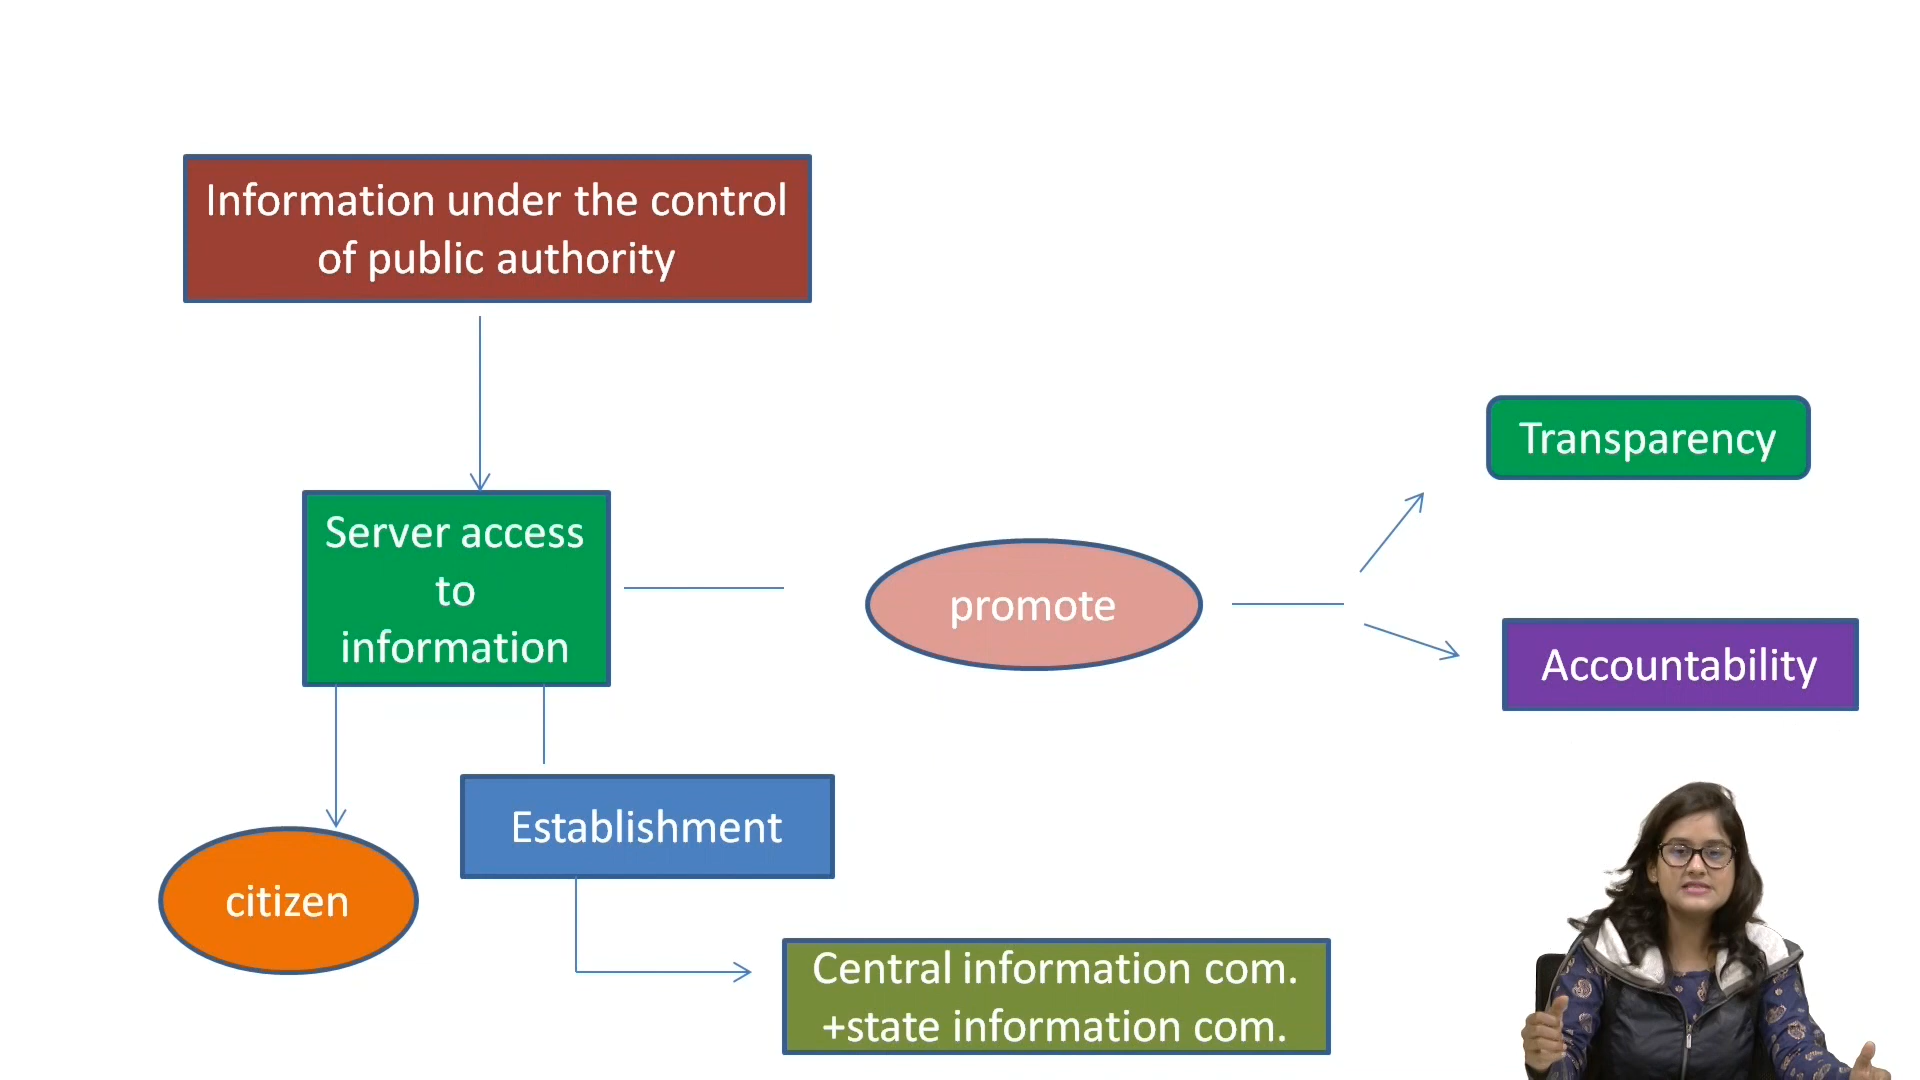 Information under the control
of public authority
Server access
to
information
promote
Transparency
Accountability
Establishment
citizen
Central information com.
+state information com.